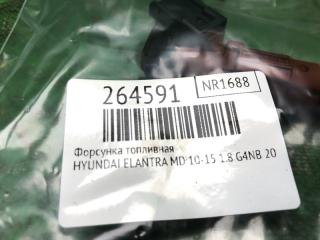 264591
NR1688
Форсунка топливная
HYUNDAI ELANTRA MD 10-15 1.8 G4NB 20